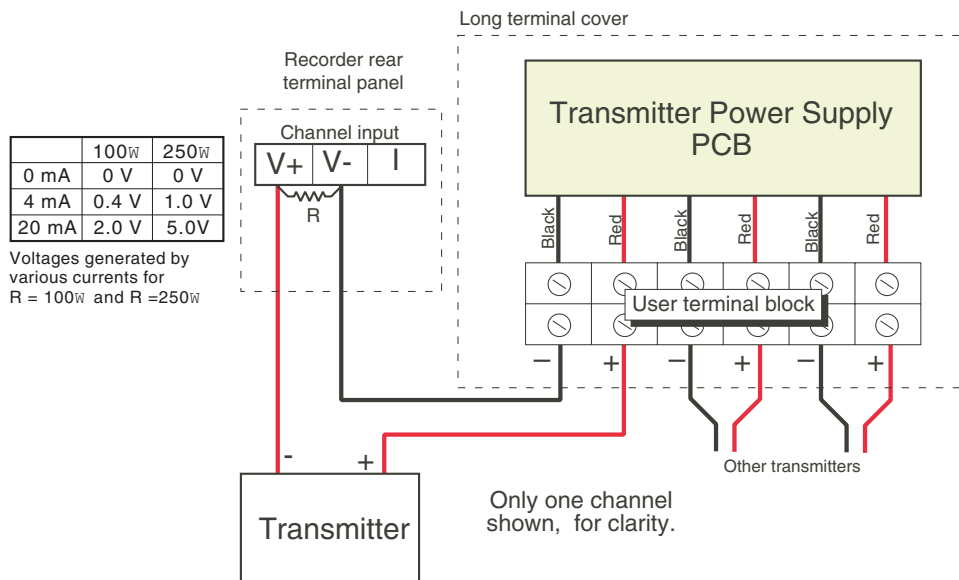 Long terminal cover
Recorder rear
terminal panel
Channel input
V+ V- I
R
Transmitter Power Supply
PCB
100W 250W
0 mA 0 V 0 V
4 mA 0.4 V 1.0 V
20 mA 2.0 V 5.0V
Voltages generated by
various currents for
R = 100W and R =250W
Black Red Black Red Black Red
User terminal block
– + – + – +
Other transmitters
- +
Transmitter
Only one channel
shown, for clarity.